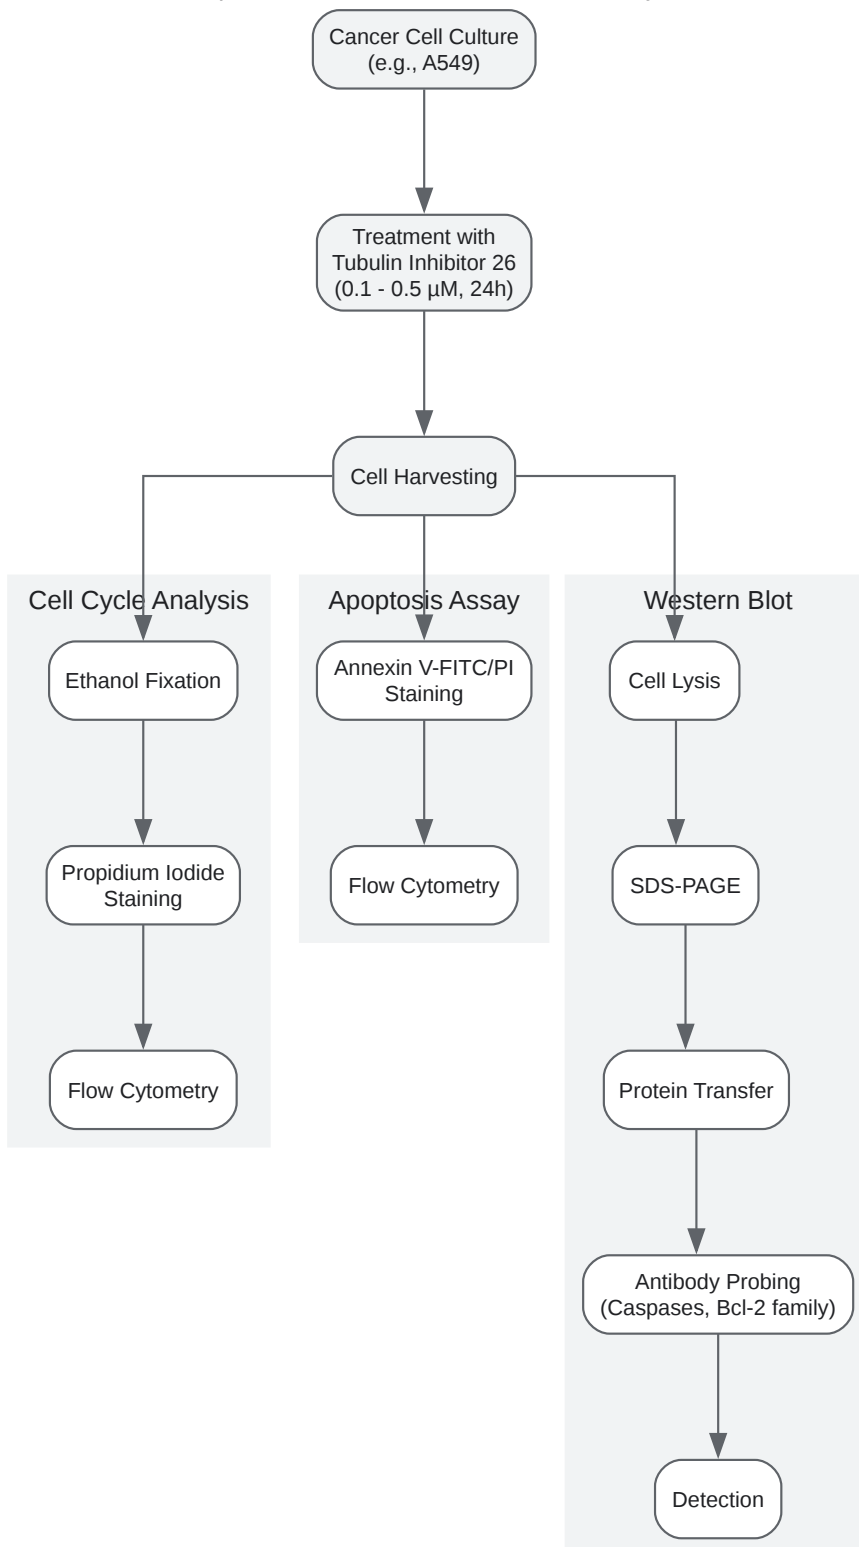 Cancer Cell Culture
(e.g., A549)
Treatment with
Tubulin Inhibitor 26
(0.1 - 0.5 µM, 24h)
Cell Harvesting
Cell Cycle Analysis
Ethanol Fixation
Propidium Iodide
Staining
Flow Cytometry
Apoptosis Assay
Annexin V-FITC/PI
Staining
Flow Cytometry
Western Blot
Cell Lysis
SDS-PAGE
Protein Transfer
Antibody Probing
(Caspases, Bcl-2 family)
Detection